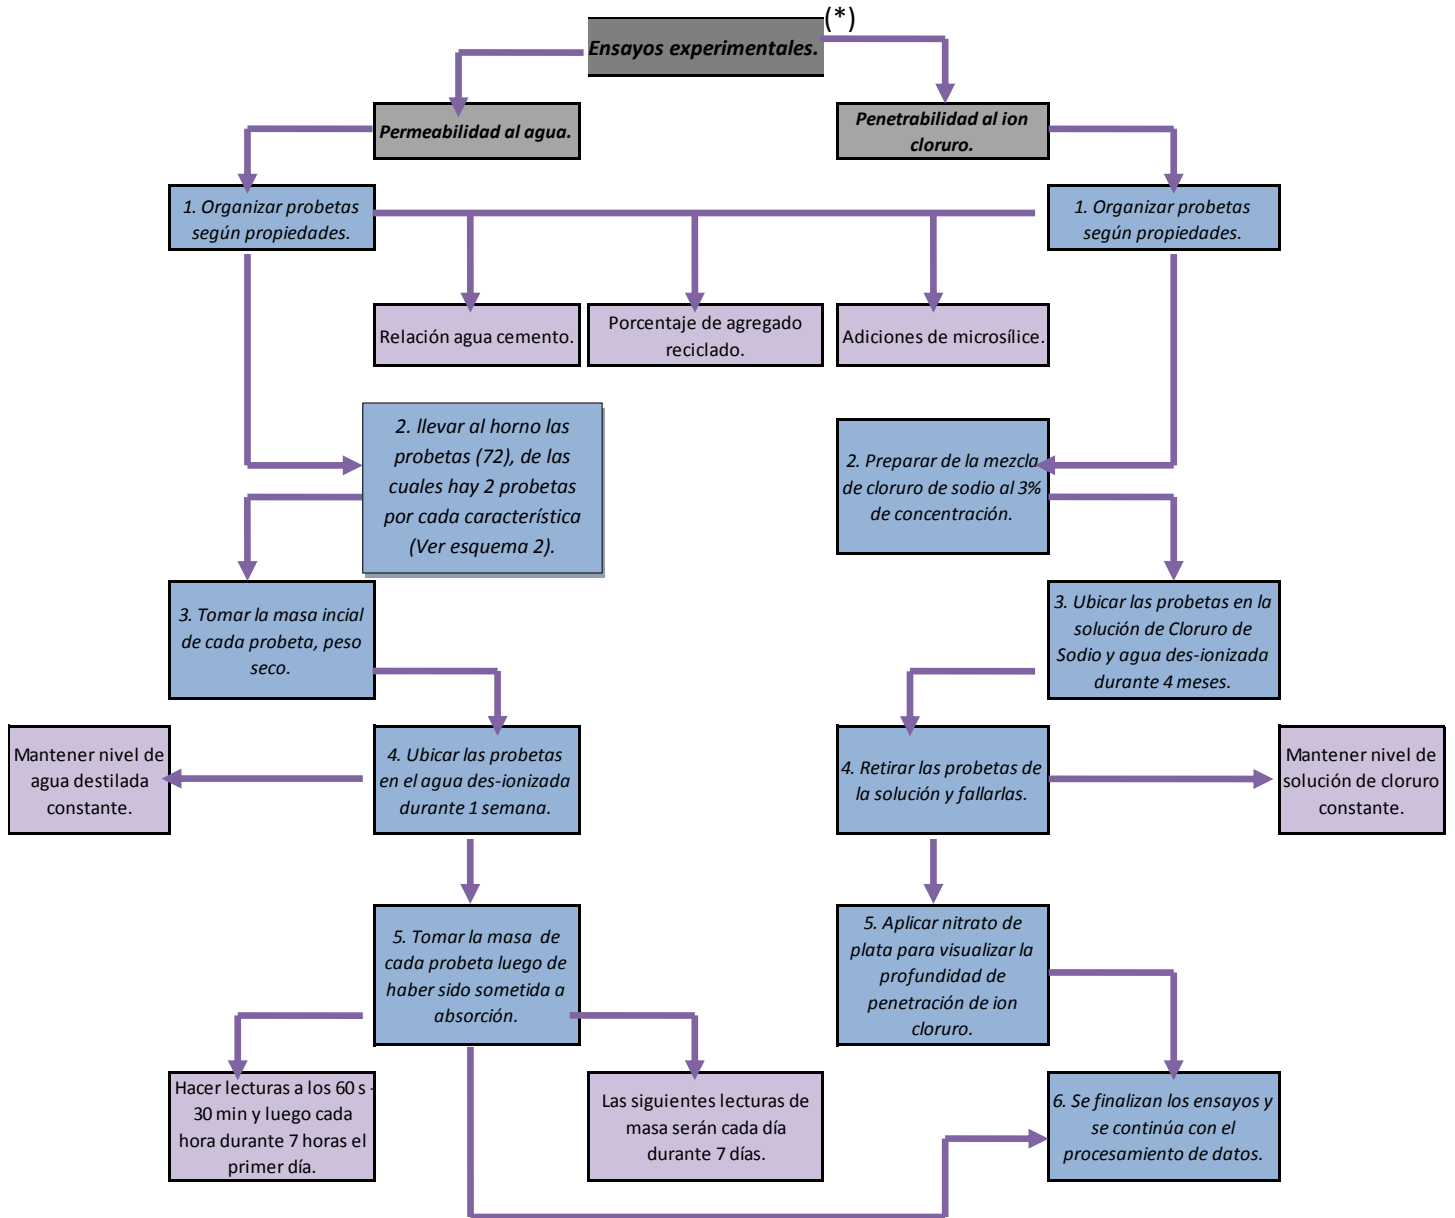 (*)
Ensayos experimentales.
Permeabilidad al agua.
Penetrabilidad al ion
cloruro.
1. Organizar probetas
según propiedades.
1. Organizar probetas
según propiedades.
Relación agua cemento.
Porcentaje de agregado
reciclado.
Adiciones de microsílice.
2. llevar al horno las
probetas (72), de las
cuales hay 2 probetas
por cada característica
(Ver esquema 2).
2. Preparar de la mezcla
de cloruro de sodio al 3%
de concentración.
3. Tomar la masa incial
de cada probeta, peso
seco.
3. Ubicar las probetas en la
solución de Cloruro de
Sodio y agua des-ionizada
durante 4 meses.
Mantener nivel de
agua destilada
constante.
4. Ubicar las probetas
en el agua des-ionizada
durante 1 semana.
4. Retirar las probetas de
la solución y fallarlas.
Mantener nivel de
solución de cloruro
constante.
5. Tomar la masa de
cada probeta luego de
haber sido sometida a
absorción.
5. Aplicar nitrato de
plata para visualizar la
profundidad de
penetración de ion
cloruro.
Hacer lecturas a los 60 s -
30 min y luego cada
hora durante 7 horas el
primer día.
Las siguientes lecturas de
masa serán cada día
durante 7 días.
6. Se finalizan los ensayos y
se continúa con el
procesamiento de datos.